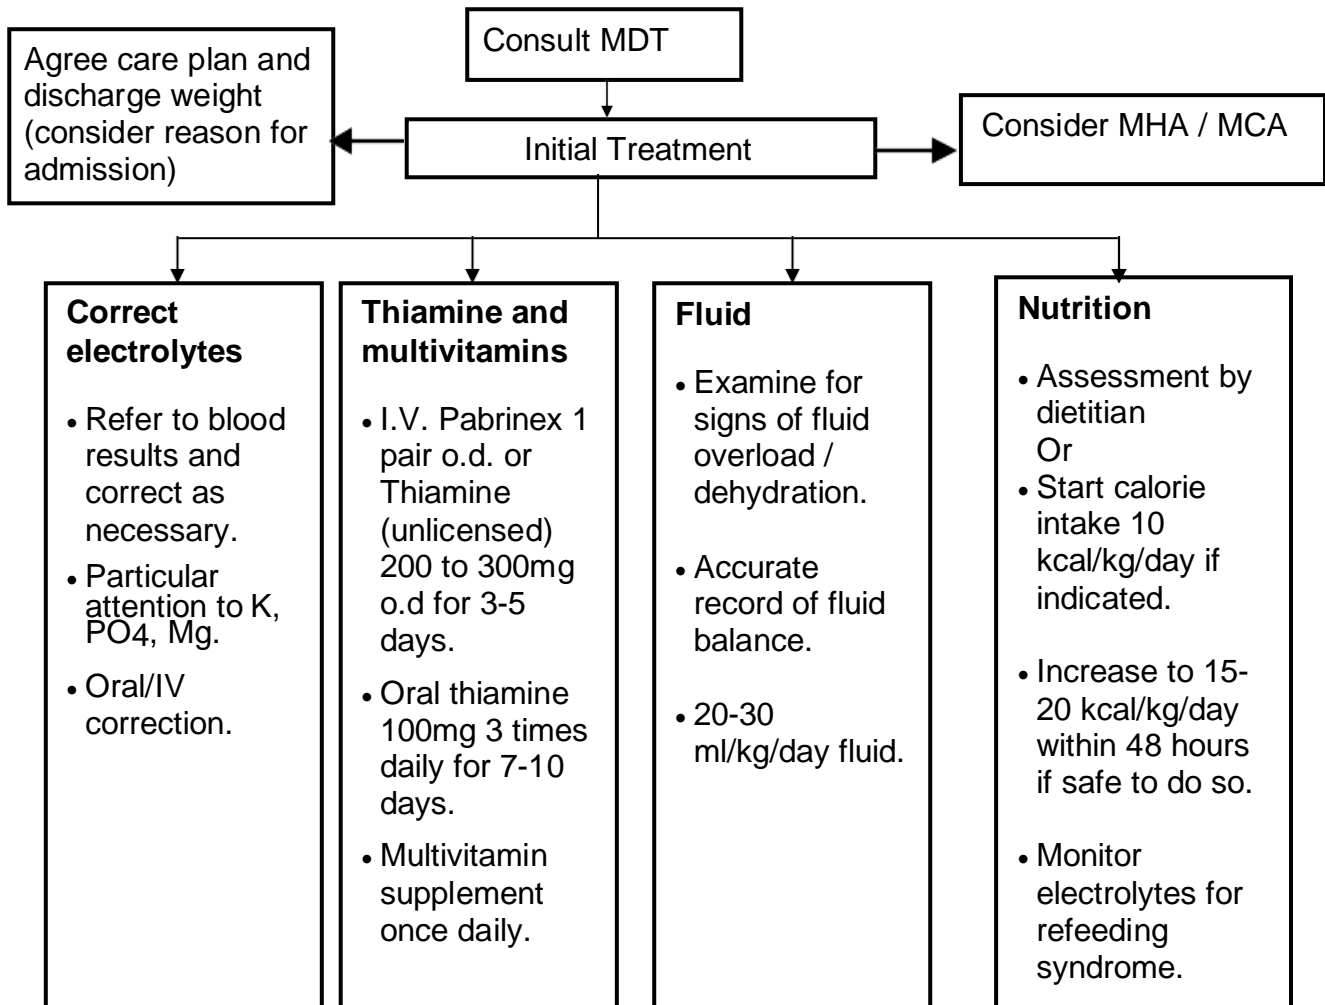 Consult MDT
Agree care plan and
discharge weight
(consider reason for
admission)
Initial Treatment
Consider MHA / MCA
Correct
electrolytes
• Refer to blood
results and
correct as
necessary.
• Particular
attention to K,
PO4, Mg.
• Oral/IV
correction.
Thiamine and
multivitamins
• I.V. Pabrinex 1
pair o.d. or
Thiamine
(unlicensed)
200 to 300mg
o.d for 3-5
days.
• Oral thiamine
100mg 3 times
daily for 7-10
days.
• Multivitamin
supplement
once daily.
Fluid
• Examine for
signs of fluid
overload /
dehydration.
• Accurate
record of fluid
balance.
• 20-30
ml/kg/day fluid.
Nutrition
• Assessment by
dietitian
Or
• Start calorie
intake 10
kcal/kg/day if
indicated.
• Increase to 15-
20 kcal/kg/day
within 48 hours
if safe to do so.
• Monitor
electrolytes for
refeeding
syndrome.